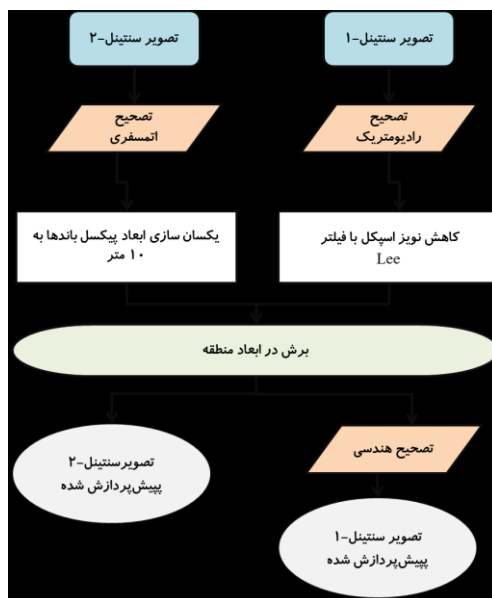 تصویر سنتینل-۱
تصویر سنتینل-۲
تصحیح
رادیومتریک
تصحیح
اتمسفری
کاهش نویز اسپکل با فیلتر
Lee
یکسان سازی ابعاد پیکسل باندها به
۱۰ متر
برش در ابعاد منطقه
تصحیح هندسی
تصویرسنتینل-۲
پیش‌پردازش شده
تصویر سنتینل-۱
پیش‌پردازش شده